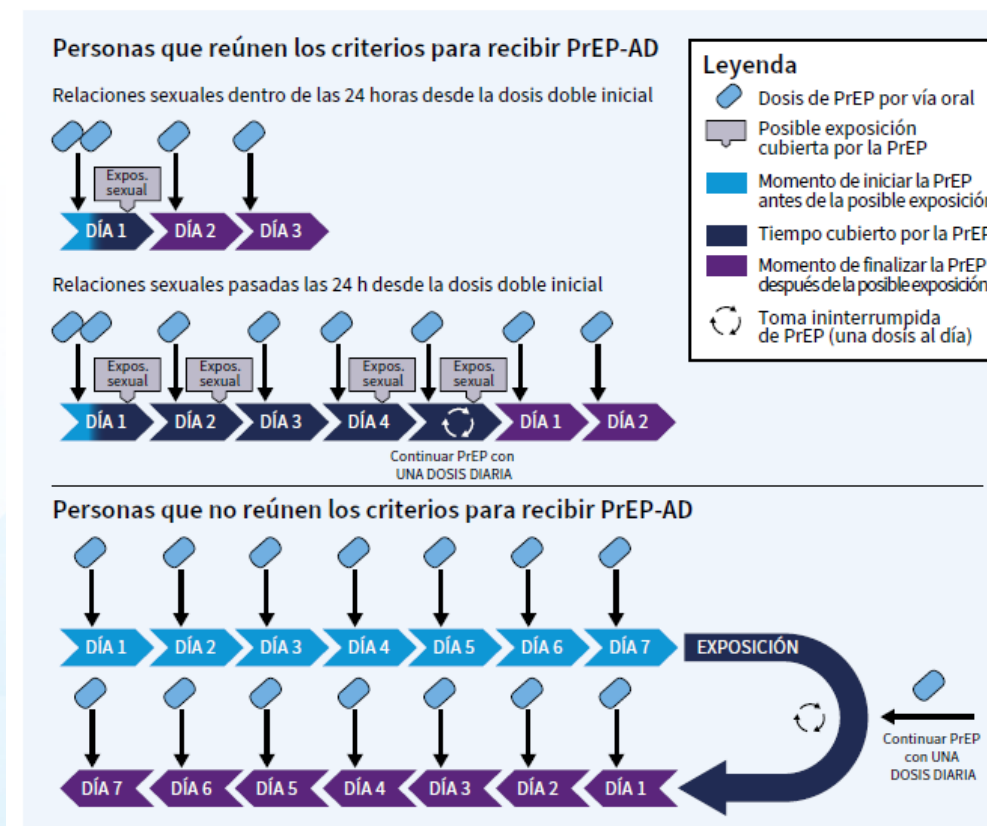 Personas que reúnen los criterios para recibir PrEP-AD
Relaciones sexuales dentro de las 24 horas desde la dosis doble inicial
Expos.
sexual
DÍA 1 DÍA 2 DÍA 3
Relaciones sexuales pasadas las 24 h desde la dosis doble inicial
Expos. Expos. Expos. Expos.
sexual sexual sexual sexual
DÍA 1 DÍA 2 DÍA 3 DÍA 4 DÍA 1 DÍA 2
Continuar PrEP con
UNA DOSIS DIARIA
Leyenda
Dosis de PrEP por vía oral
Posible exposición
cubierta por la PrEP
Momento de iniciar la PrEP
antes de la posible exposición
Tiempo cubierto por la PrEP
Momento de finalizar la PrEP
después de la posible exposición
Toma ininterrumpida
de PrEP (una dosis al día)
Personas que no reúnen los criterios para recibir PrEP-AD
DÍA 1 DÍA 2 DÍA 3 DÍA 4 DÍA 5 DÍA 6 DÍA 7 EXPOSICIÓN
Continuar PrEP
con UNA
DOSIS DIARIA
DÍA 7 DÍA 6 DÍA 5 DÍA 4 DÍA 3 DÍA 2 DÍA 1